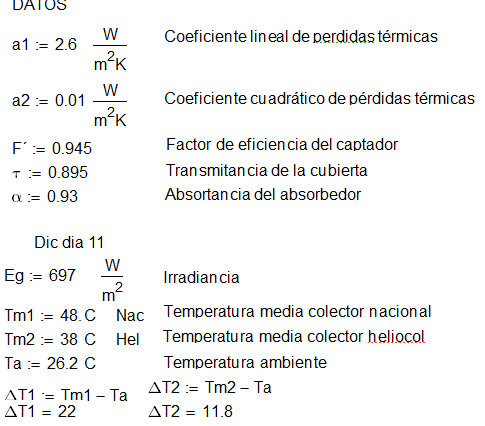 DATOS
a1 := 2.6 W/m²K Coeficiente lineal de perdidas térmicas
a2 := 0.01 W/m²K Coeficiente cuadrático de pérdidas térmicas
F´ := 0.945 Factor de eficiencia del captador
τ := 0.895 Transmitancia de la cubierta
α := 0.93 Absortancia del absorbedor
Dic dia 11
Eg := 697 W/m² Irradiancia
Tm1 := 48. C Nac Temperatura media colector nacional
Tm2 := 38 C Hel Temperatura media colector heliocol
Ta := 26.2 C Temperatura ambiente
ΔT1 := Tm1 – Ta ΔT2 := Tm2 – Ta
ΔT1 = 22 ΔT2 = 11.8